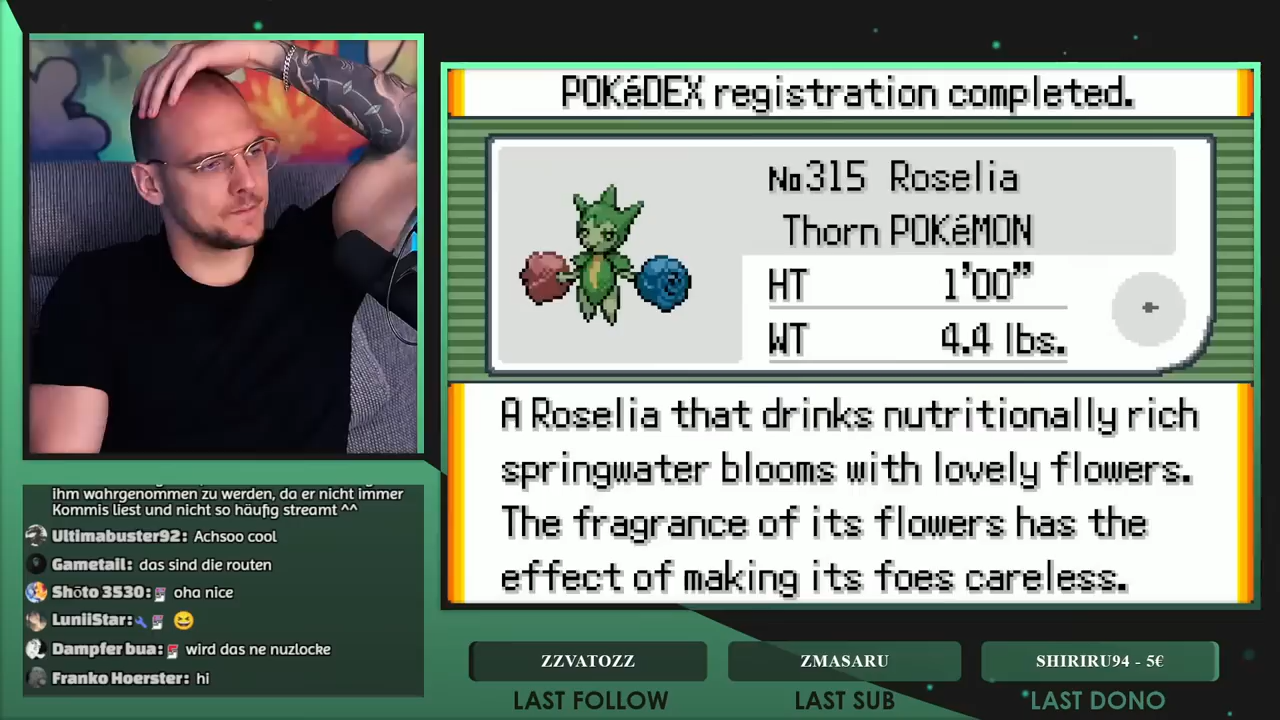 POKéDEX registration completed.
No315 Roselia
Thorn POKéMON
HT 1'00"
WT 4.4 lbs.
A Roselia that drinks nutritionally rich
springwater blooms with lovely flowers.
The fragrance of its flowers has the
effect of making its foes careless.
ihm wahrgenommen zu werden, da er nicht immer
Kommis liest und nicht so häufig streamt ^^
Ultimabuster92: Achsoo cool
Gametail: das sind die routen
Shōto 3530: oha nice
LuniiStar: 😆
Dampfer bua: wird das ne nuzlocke
Franko Hoerster: hi
ZZVATOZZ
LAST FOLLOW
ZMASARU
LAST SUB
SHIRIRU94 - 5€
LAST DONO